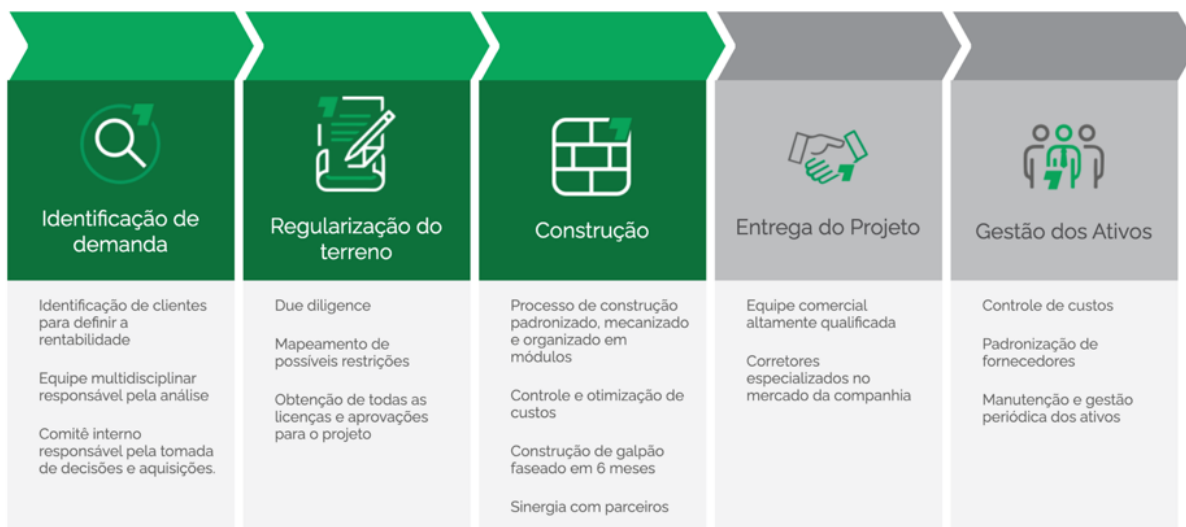 Identificação de
demanda
Identificação de clientes
para definir a
rentabilidade
Equipe multidisciplinar
responsável pela análise
Comitê interno
responsável pela tomada
de decisões e aquisições.
Regularização do
terreno
Due diligence
Mapeamento de
possíveis restrições
Obtenção de todas as
licenças e aprovações
para o projeto
Construção
Processo de construção
padronizado, mecanizado
e organizado em
módulos
Controle e otimização de
custos
Construção de galpão
faseado em 6 meses
Sinergia com parceiros
Entrega do Projeto
Equipe comercial
altamente qualificada
Corretores
especializados no
mercado da companhia
Gestão dos Ativos
Controle de custos
Padronização de
fornecedores
Manutenção e gestão
periódica dos ativos